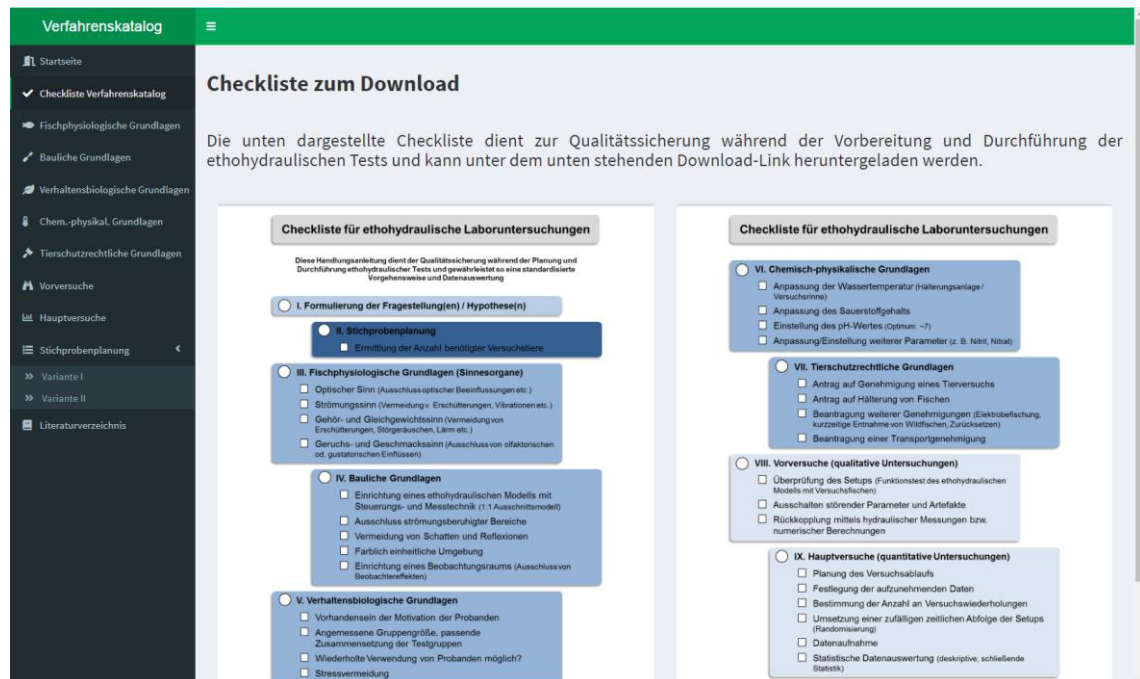 Verfahrenskatalog
Startseite
Checkliste Verfahrenskatalog
Fischphysiologische Grundlagen
Bauliche Grundlagen
Verhaltensbiologische Grundlagen
Chem.-physikal. Grundlagen
Tierschutzrechtliche Grundlagen
Vorversuche
Hauptversuche
Stichprobenplanung
Variante I
Variante II
Literaturverzeichnis
Checkliste zum Download
Die unten dargestellte Checkliste dient zur Qualitätssicherung während der Vorbereitung und Durchführung der
ethohydraulischen Tests und kann unter dem unten stehenden Download-Link heruntergeladen werden.
Checkliste für ethohydraulische Laboruntersuchungen
Diese Handlungsanleitung dient der Qualitätssicherung während der Planung und
Durchführung ethohydraulischer Tests und gewährleistet so eine standardisierte
Vorgehensweise und Datenauswertung
I. Formulierung der Fragestellung(en) / Hypothese(n)
II. Stichprobenplanung
Ermittlung der Anzahl benötigter Versuchstiere
III. Fischphysiologische Grundlagen (Sinnesorgane)
Optischer Sinn (Ausschluss optischer Beeinflussungen etc.)
Strömungssinn (Vermeidung v. Erschütterungen, Vibrationen etc.)
Gehör- und Gleichgewichtssinn (Vermeidung von
Erschütterungen, Störgeräuschen, Lärm etc.)
Geruchs- und Geschmackssinn (Ausschluss von olfaktorischen
od. gustatorischen Einflüssen)
IV. Bauliche Grundlagen
Einrichtung eines ethohydraulischen Modells mit
Steuerungs- und Messtechnik (1:1 Ausschnittsmodell)
Ausschluss strömungsberuhigter Bereiche
Vermeidung von Schatten und Reflexionen
Farblich einheitliche Umgebung
Einrichtung eines Beobachtungsraums (Ausschluss von
Beobachtereffekten)
V. Verhaltensbiologische Grundlagen
Vorhandensein der Motivation der Probanden
Angemessene Gruppengröße, passende
Zusammensetzung der Testgruppen
Wiederholte Verwendung von Probanden möglich?
Stressvermeidung
Checkliste für ethohydraulische Laboruntersuchungen
VI. Chemisch-physikalische Grundlagen
Anpassung der Wassertemperatur (Hälterungsanlage /
Versuchsrinne)
Anpassung des Sauerstoffgehalts
Einstellung des pH-Wertes (Optimum: ~7)
Anpassung/Einstellung weiterer Parameter (z. B. Nitrit, Nitrat)
VII. Tierschutzrechtliche Grundlagen
Antrag auf Genehmigung eines Tierversuchs
Antrag auf Hälterung von Fischen
Beantragung weiterer Genehmigungen (Elektrobefischung,
kurzzeitige Entnahme von Wildfischen, Zurücksetzen)
Beantragung einer Transportgenehmigung
VIII. Vorversuche (qualitative Untersuchungen)
Überprüfung des Setups (Funktionstest des ethohydraulischen
Modells mit Versuchsfischen)
Ausschalten störender Parameter und Artefakte
Rückkopplung mittels hydraulischer Messungen bzw.
numerischer Berechnungen
IX. Hauptversuche (quantitative Untersuchungen)
Planung des Versuchsablaufs
Festlegung der aufzunehmenden Daten
Bestimmung der Anzahl an Versuchswiederholungen
Umsetzung einer zufälligen zeitlichen Abfolge der Setups
(Randomisierung)
Datenaufnahme
Statistische Datenauswertung (deskriptive, schließende
Statistik)